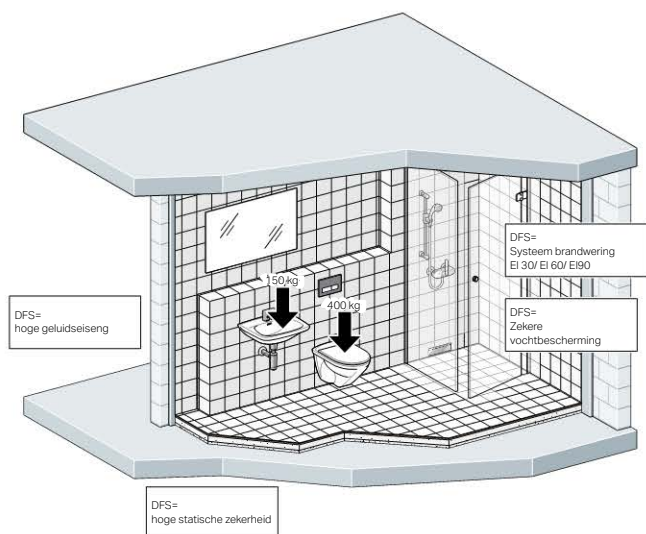 150 kg
400 kg
DFS=
Systeem brandwering
EI 30/ EI 60/ EI90
DFS=
hoge geluidseiseng
DFS=
Zekere
vochtbescherming
DFS=
hoge statische zekerheid